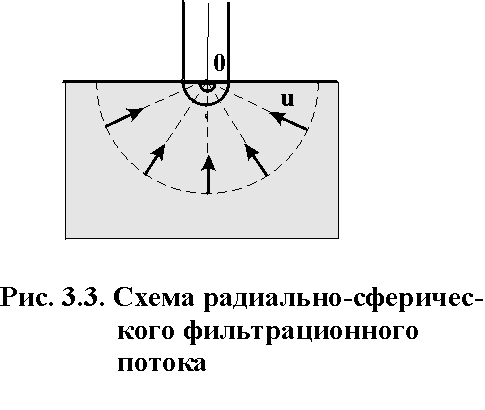 0
u
Рис. 3.3. Схема радиально-сферичес-
кого фильтрационного
потока